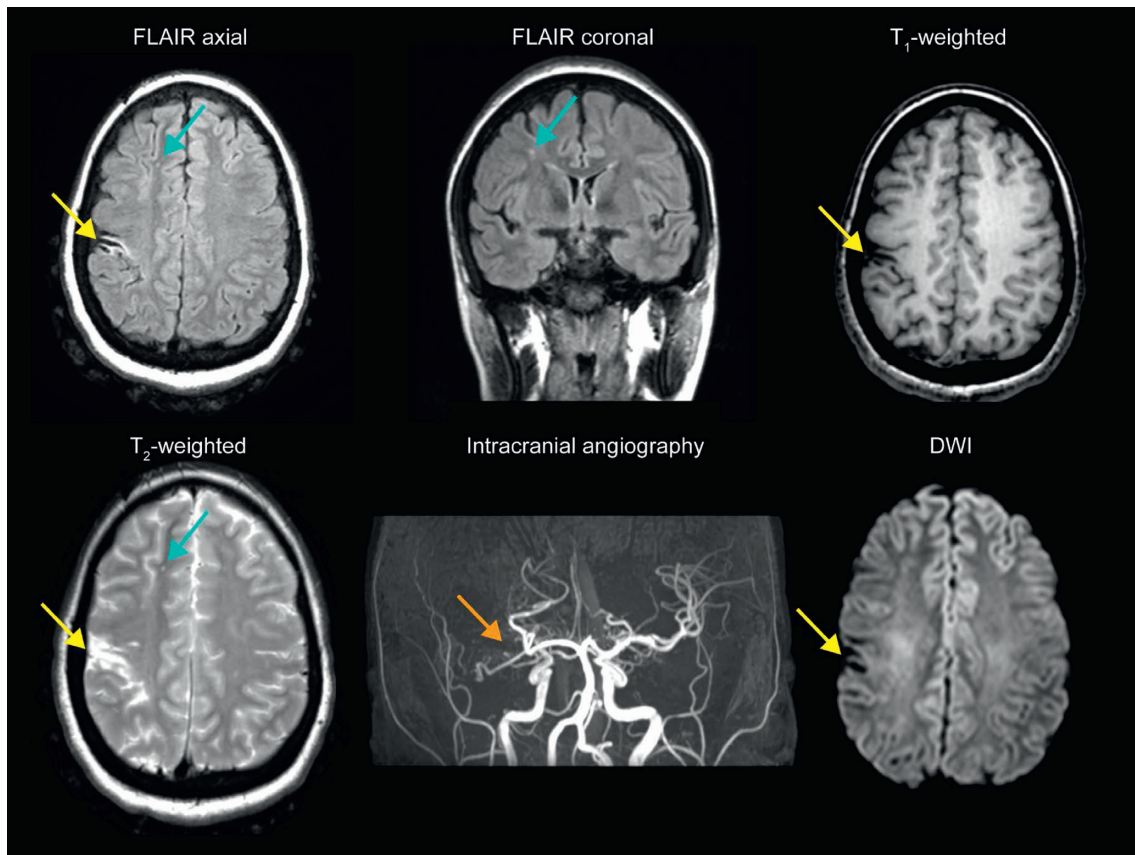 FLAIR axial
FLAIR coronal
T₁-weighted
T₂-weighted
Intracranial angiography
DWI